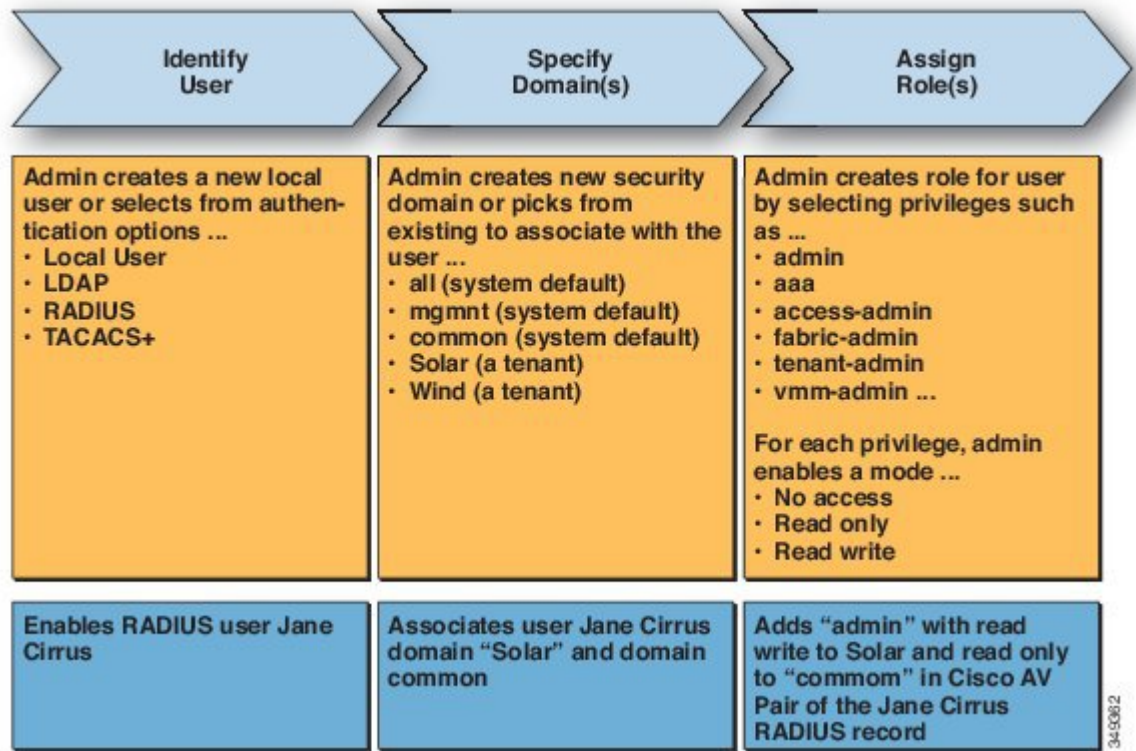 Identify
User
Specify
Domain(s)
Assign
Role(s)
Admin creates a new local
user or selects from authen-
tication options ...
• Local User
• LDAP
• RADIUS
• TACACS+
Admin creates new security
domain or picks from
existing to associate with the
user ...
• all (system default)
• mgmnt (system default)
• common (system default)
• Solar (a tenant)
• Wind (a tenant)
Admin creates role for user
by selecting privileges such
as ...
• admin
• aaa
• access-admin
• fabric-admin
• tenant-admin
• vmm-admin ...
For each privilege, admin
enables a mode ...
• No access
• Read only
• Read write
Enables RADIUS user Jane
Cirrus
Associates user Jane Cirrus
domain “Solar” and domain
common
Adds “admin” with read
write to Solar and read only
to “commom” in Cisco AV
Pair of the Jane Cirrus
RADIUS record
349362